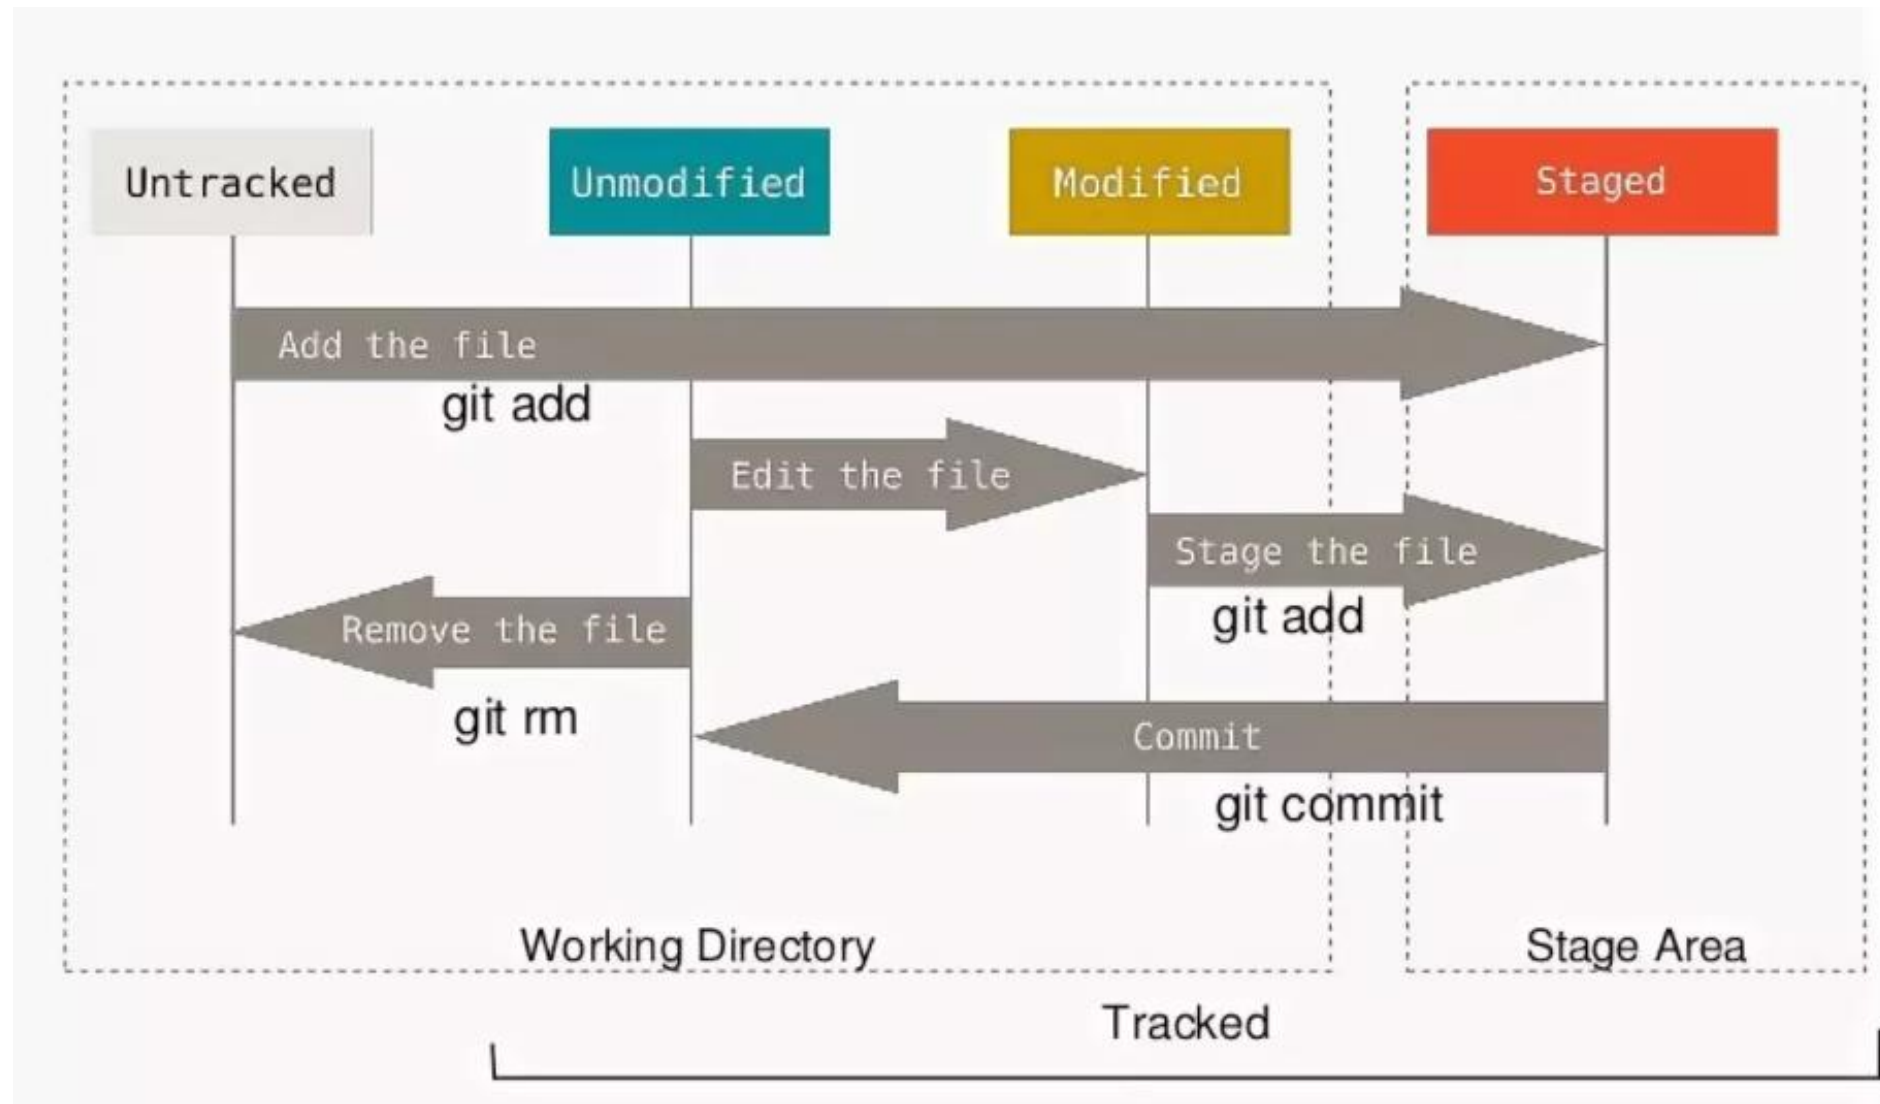 Untracked
Unmodified
Modified
Staged
Add the file
git add
Edit the file
Stage the file
git add
Remove the file
git rm
Commit
git commit
Working Directory
Stage Area
Tracked